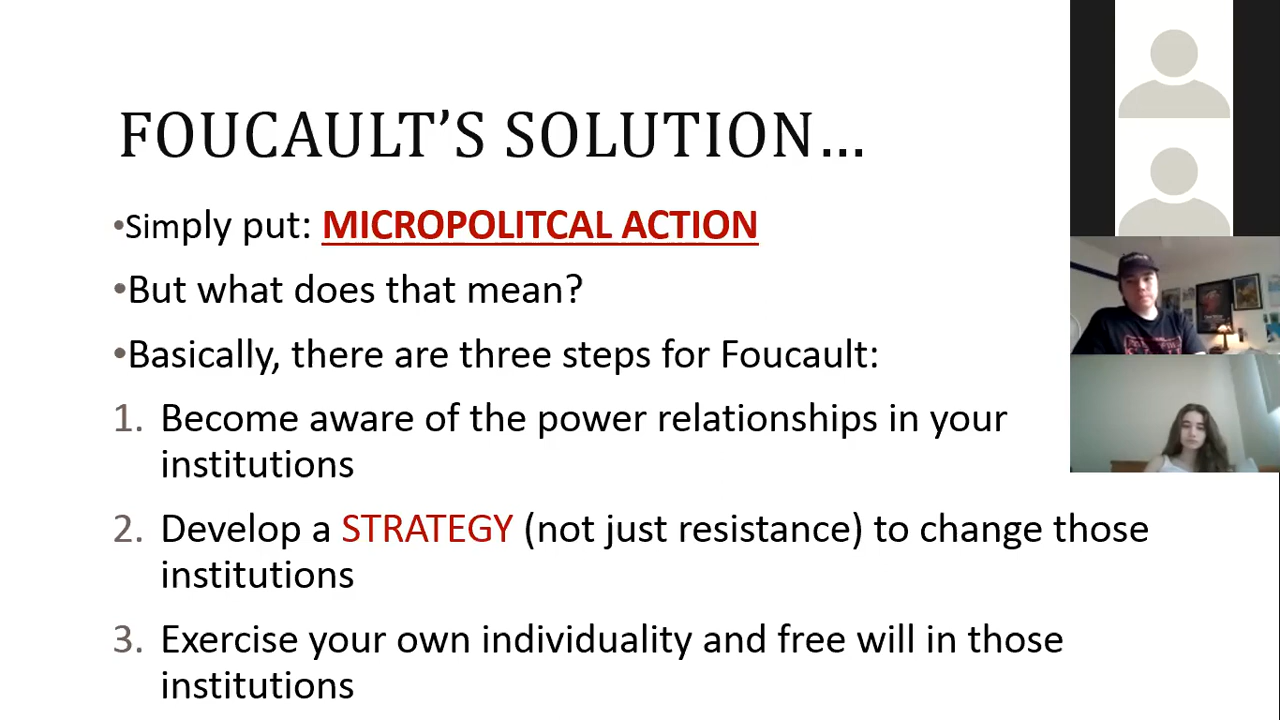 FOUCAULT’S SOLUTION…
•Simply put: MICROPOLITCAL ACTION
•But what does that mean?
•Basically, there are three steps for Foucault:
1. Become aware of the power relationships in your
institutions
2. Develop a STRATEGY (not just resistance) to change those
institutions
3. Exercise your own individuality and free will in those
institutions